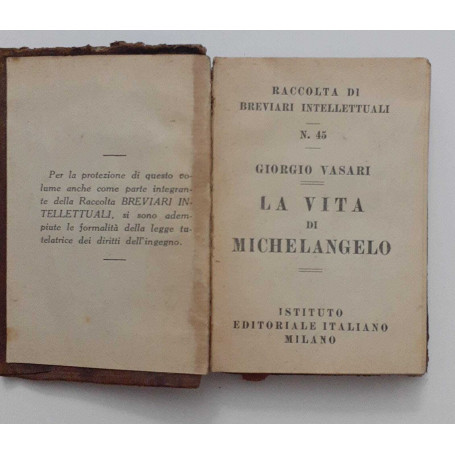 Per la protezione di questo vo-
lume anche come parte integran-
te della Raccolta BREVIARI IN-
TELLETTUALI, si sono adem-
piute le formalità della legge tu-
telatrice dei diritti dell'ingegno.
RACCOLTA DI
BREVIARI INTELLETTUALI
N. 45
GIORGIO VASARI
LA VITA
DI
MICHELANGELO
ISTITUTO
EDITORIALE ITALIANO
MILANO